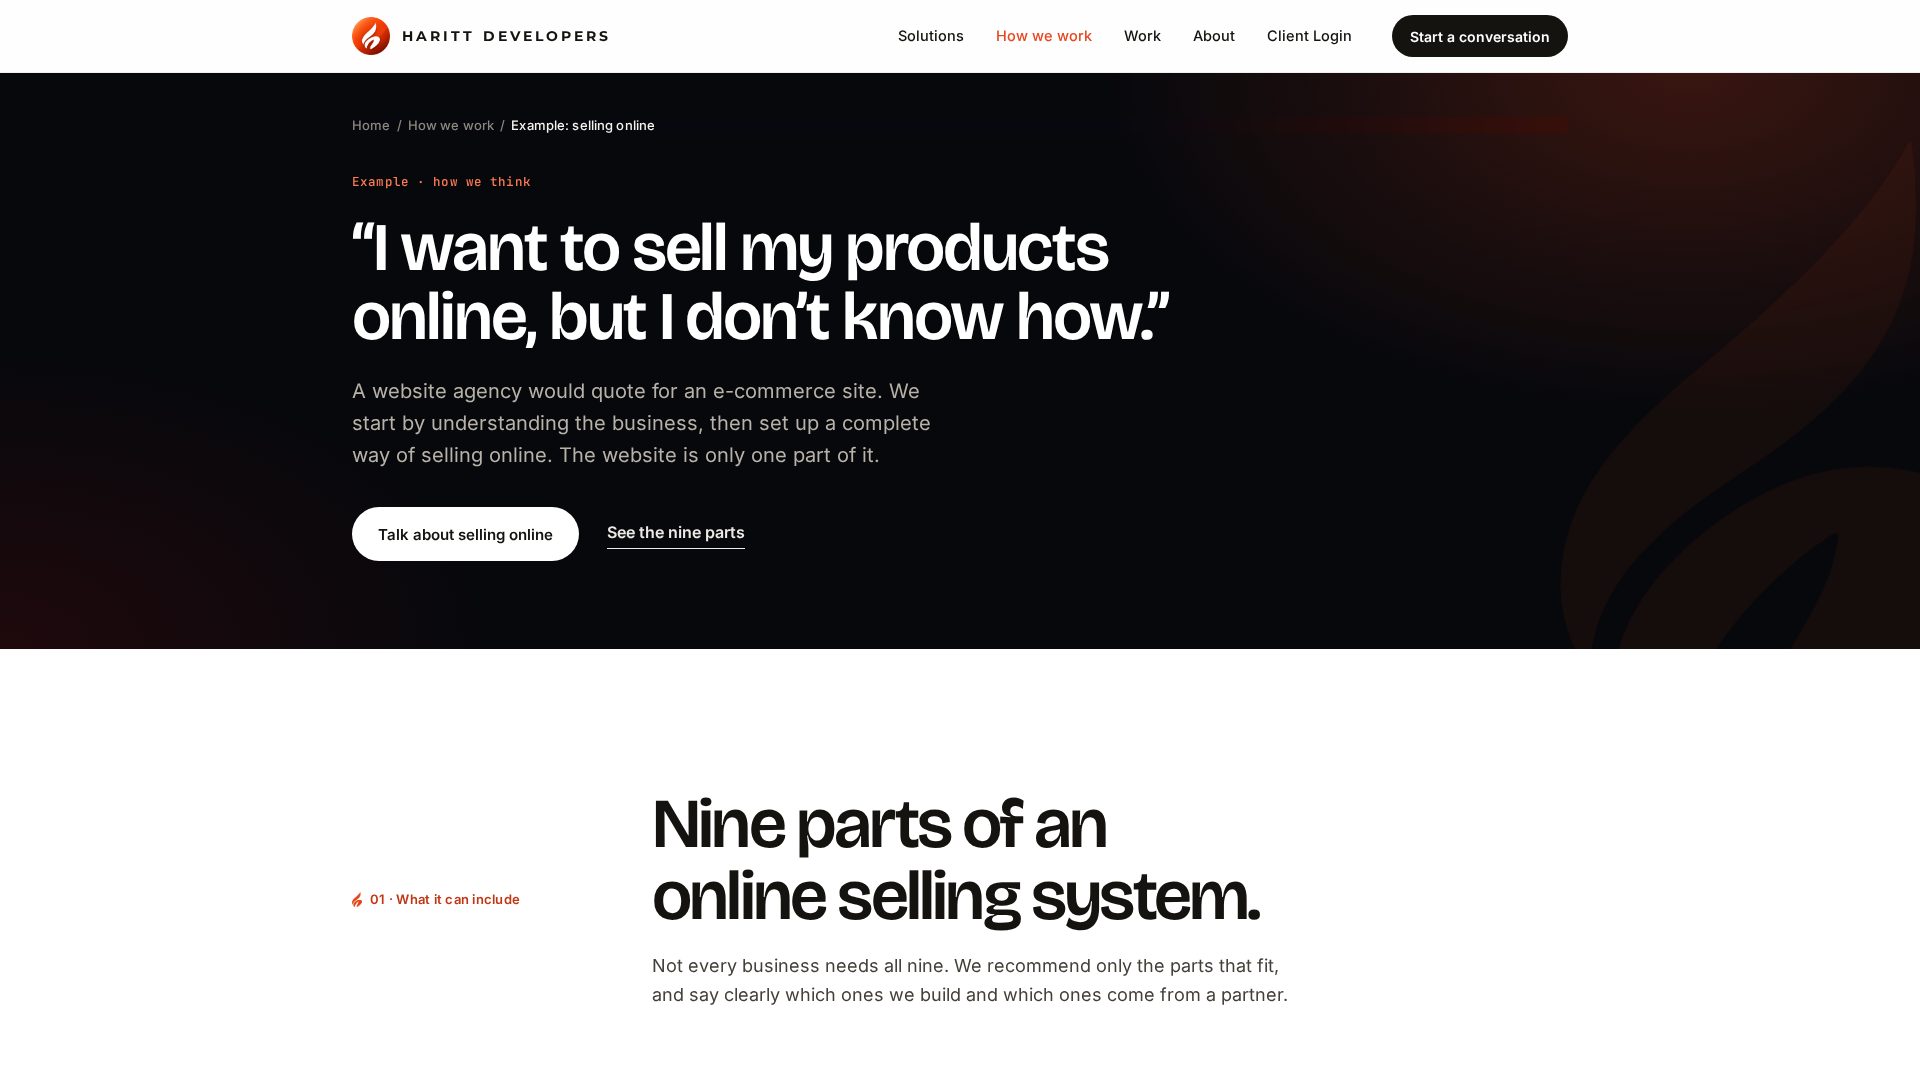 HARITT DEVELOPERS
Solutions
How we work
Work
About
Client Login
Start a conversation
Home / How we work / Example: selling online
Example · how we think
“I want to sell my products
online, but I don’t know how.”
A website agency would quote for an e-commerce site. We
start by understanding the business, then set up a complete
way of selling online. The website is only one part of it.
Talk about selling online
See the nine parts
01 · What it can include
Nine parts of an
online selling system.
Not every business needs all nine. We recommend only the parts that fit,
and say clearly which ones we build and which ones come from a partner.